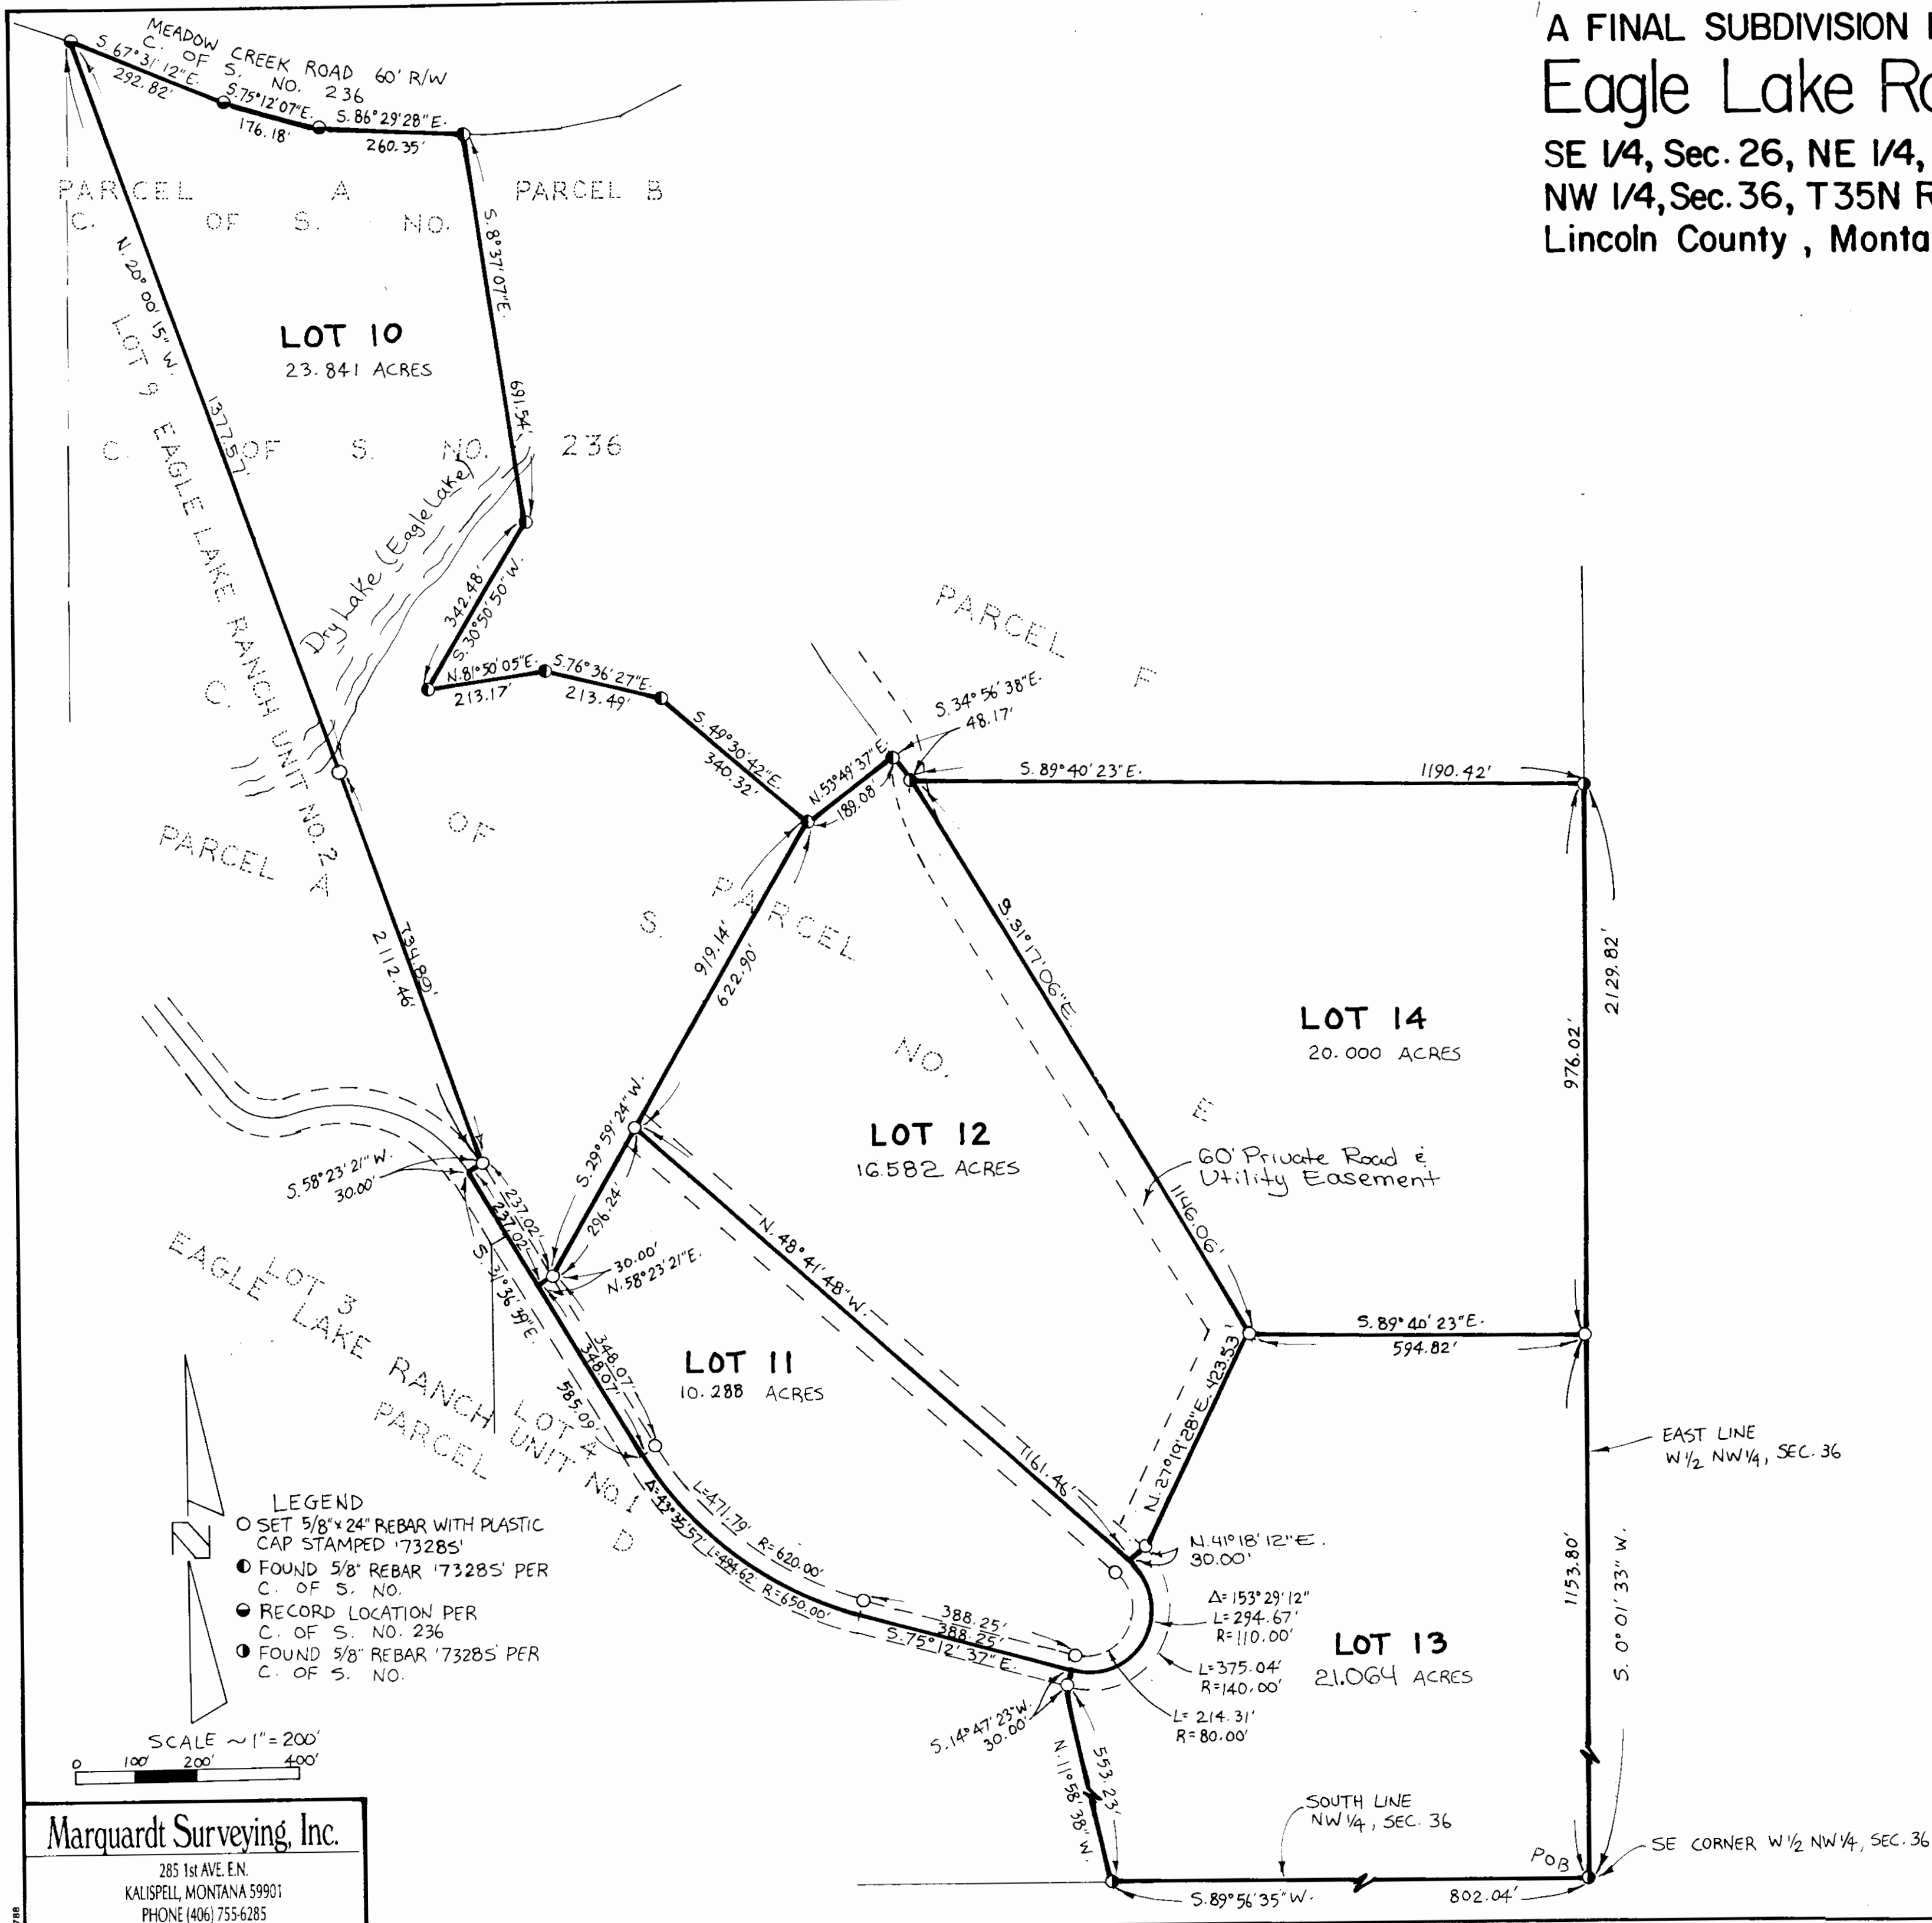 A FINAL SUBDIVISION
Eagle Lake
SE 1/4, Sec. 26, NE 1/4,
NW 1/4, Sec. 36, T35N
Lincoln County , Monta
MEADOW CREEK ROAD 60' R/W
C. OF S. NO. 236
S. 67° 31' 12" E.
292.82'
S. 75° 12' 07" E.
176.18'
S. 86° 29' 28" E.
260.35'
PARCEL A
PARCEL B
C. OF S. NO.
N. 20° 00' 15" W.
1377.57'
S. 8° 37' 07" E.
691.54'
LOT 10
23.841 ACRES
LOT 9 EAGLE LAKE RANCH UNIT NO. 2
C. OF S. NO. 236
Dry Lake (Eagle Lake)
342.48'
S. 30° 50' 50" W.
N. 81° 50' 05" E.
213.17'
S. 76° 36' 27" E.
213.49'
S. 49° 30' 42" E.
340.32'
N. 53° 49' 37" E.
189.08'
S. 34° 56' 38" E.
48.17'
PARCEL F
S. 89° 40' 23" E.
1190.42'
C. OF S. NO.
PARCEL A
PARCEL E
734.89'
2112.46'
919.14'
622.90'
S. 29° 59' 24" W.
296.24'
S. 31° 17' 06" E.
1146.06'
LOT 14
20.000 ACRES
976.02'
2129.82'
LOT 12
16.582 ACRES
60' Private Road &
Utility Easement
S. 58° 23' 21" W.
30.00'
237.02'
237.02'
S. 31° 36' 39" E.
30.00'
N. 58° 23' 21" E.
N. 48° 41' 48" W.
1161.46'
LOT 3
EAGLE LAKE RANCH UNIT NO. 1
LOT 4
PARCEL D
348.07'
348.07'
585.09'
LOT 11
10.288 ACRES
S. 89° 40' 23" E.
594.82'
N. 27° 19' 28" E. 423.53'
EAST LINE
W 1/2 NW 1/4, SEC. 36
L=471.79' R=620.00'
Δ=43° 35' 57" L=494.62' R=650.00'
388.25'
388.25'
S. 75° 12' 37" E.
N. 41° 18' 12" E.
30.00'
Δ= 153° 29' 12"
L= 294.67'
R= 110.00'
L=375.04'
R=140.00'
L= 214.31'
R= 80.00'
LOT 13
21.064 ACRES
1153.80'
S. 0° 01' 33" W.
S. 14° 47' 23" W.
30.00'
N. 11° 58' 38" W.
553.23'
SOUTH LINE
NW 1/4, SEC. 36
POB
SE CORNER W 1/2 NW 1/4, SEC. 36
S. 89° 56' 35" W.
802.04'
N
LEGEND
SET 5/8" x 24" REBAR WITH PLASTIC
CAP STAMPED '7328S'
FOUND 5/8" REBAR '7328S' PER
C. OF S. NO.
RECORD LOCATION PER
C. OF S. NO. 236
FOUND 5/8" REBAR '7328S' PER
C. OF S. NO.
SCALE ~ 1" = 200'
0 100' 200' 400'
Marquardt Surveying, Inc.
285 1st AVE. E.N.
KALISPELL, MONTANA 59901
PHONE (406) 755-6285